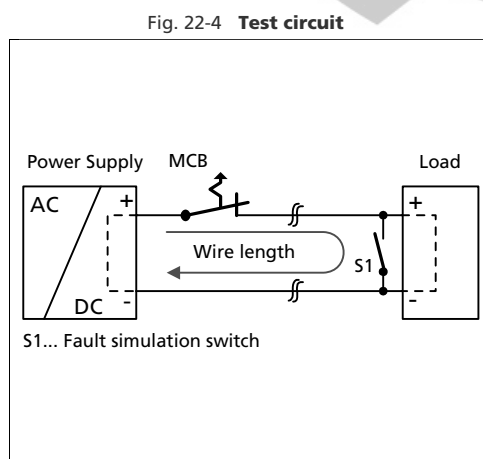 Fig. 22-4 Test circuit
Power Supply MCB Load
AC + +
Wire length
S1
DC - -
S1... Fault simulation switch